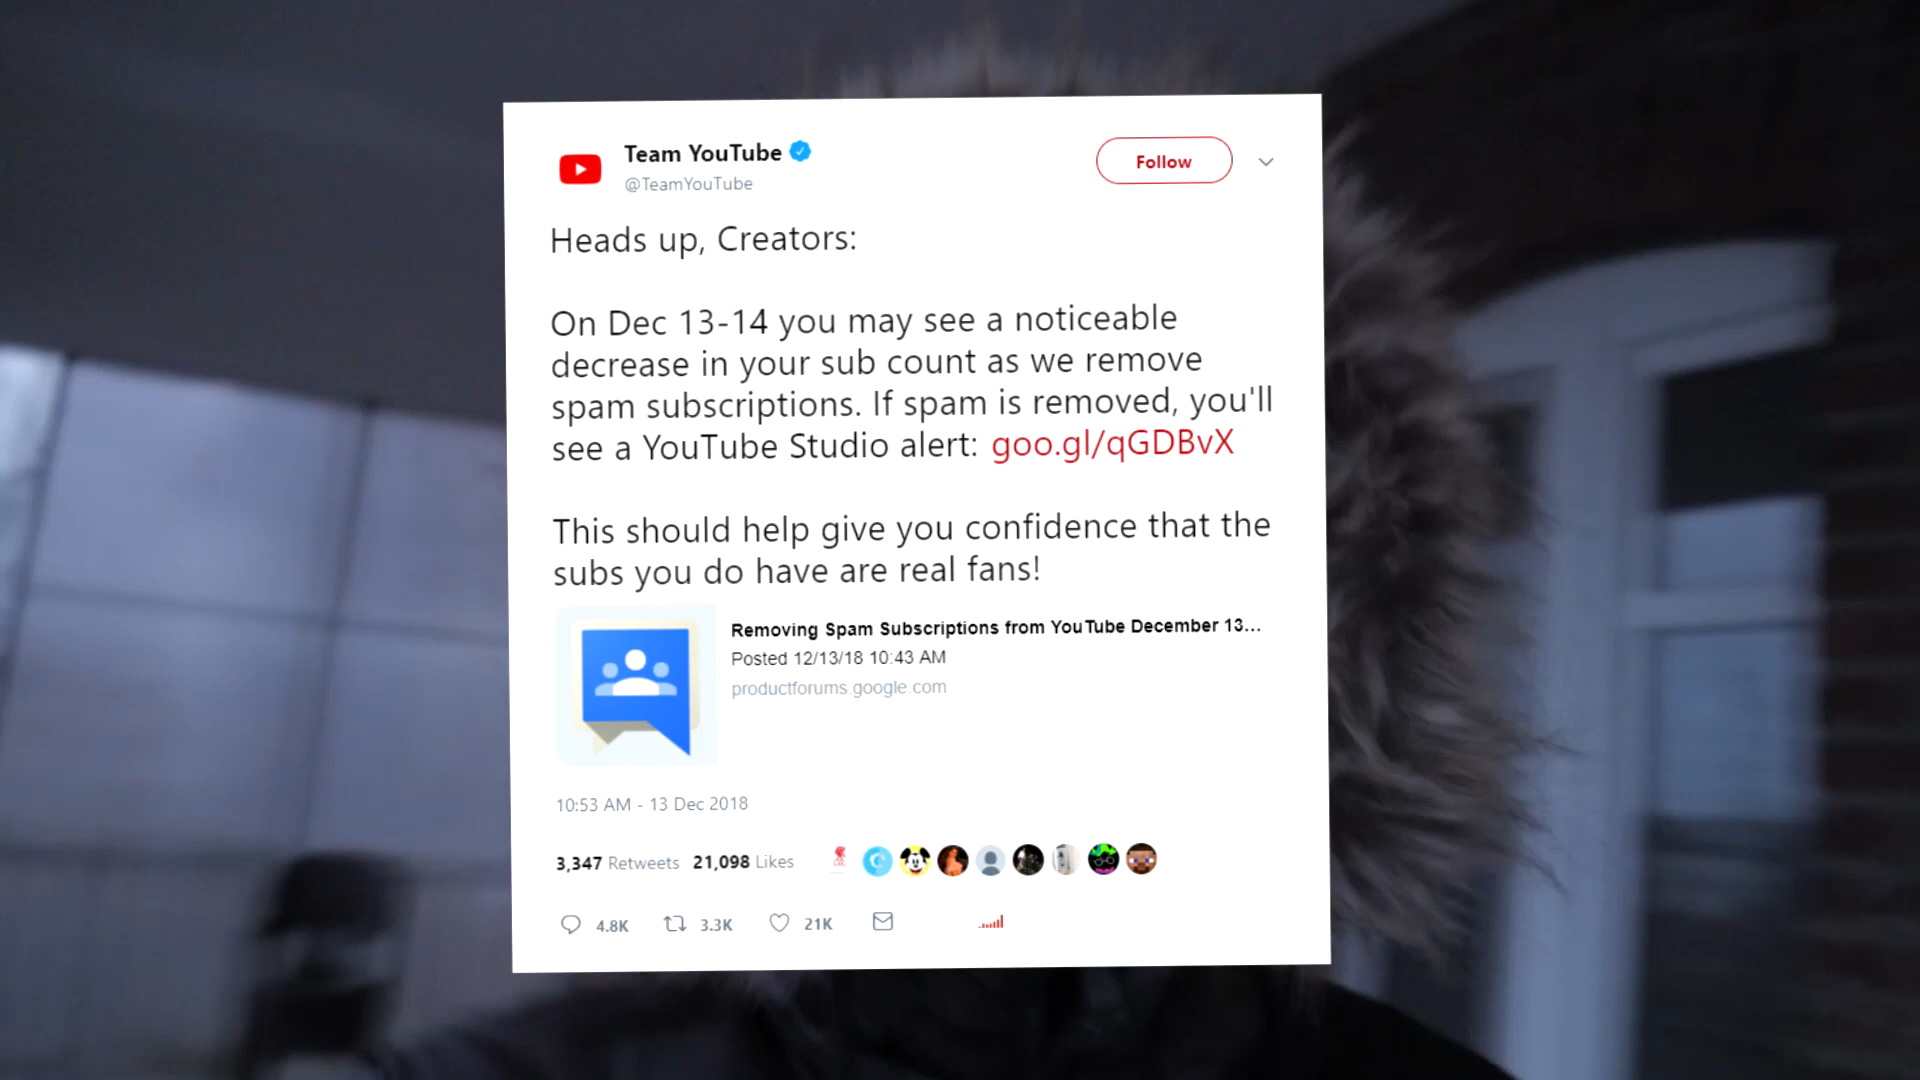 Team YouTube
@TeamYouTube
Follow
Heads up, Creators:
On Dec 13-14 you may see a noticeable
decrease in your sub count as we remove
spam subscriptions. If spam is removed, you'll
see a YouTube Studio alert: goo.gl/qGDBvX
This should help give you confidence that the
subs you do have are real fans!
Removing Spam Subscriptions from YouTube December 13...
Posted 12/13/18 10:43 AM
productforums.google.com
10:53 AM - 13 Dec 2018
3,347 Retweets 21,098 Likes
4.8K 3.3K 21K